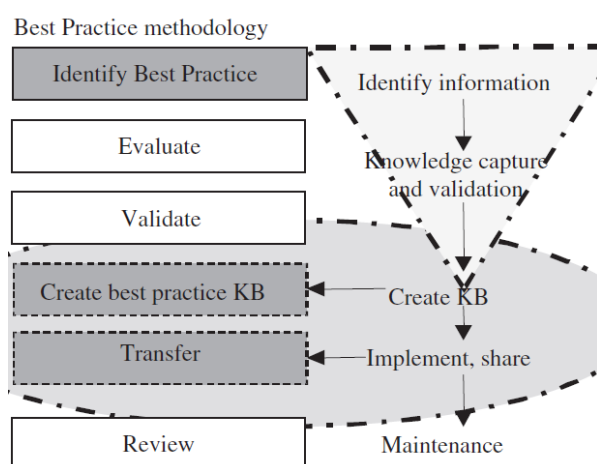 Best Practice methodology
Identify Best Practice
Identify information
Evaluate
Knowledge capture
and validation
Validate
Create best practice KB
Create KB
Transfer
Implement, share
Review
Maintenance